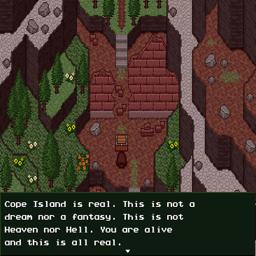 Cope Island is real. This is not a
dream nor a fantasy. This is not
Heaven nor Hell. You are alive
and this is all real.